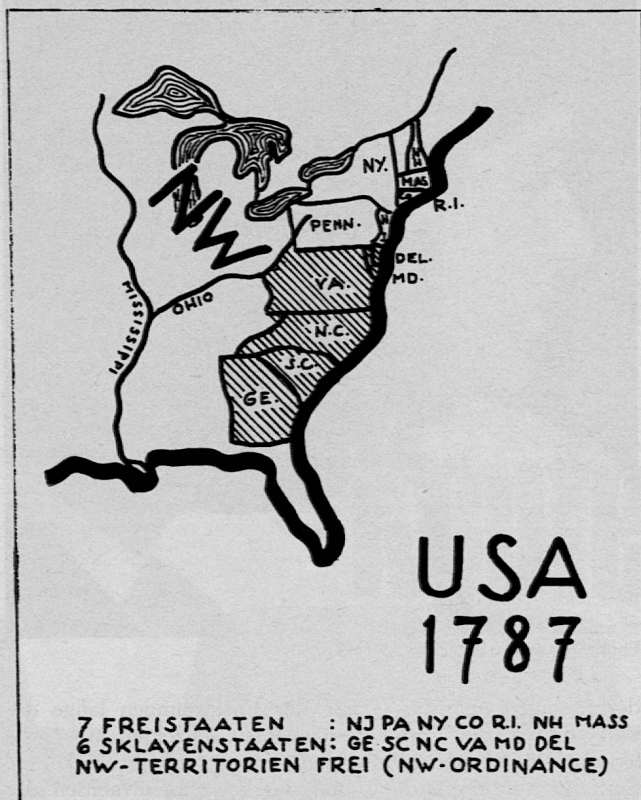 NY.
N
H
MAS
R.I.
PENN.
N
J
DEL.
MD.
VA.
OHIO
MISSISSIPPI
N.C.
S.C.
GE.
NW
USA
1787
7 FREISTAATEN : NJ PA NY CO R.I. NH MASS
6 SKLAVENSTAATEN: GE SC NC VA MD DEL
NW-TERRITORIEN FREI (NW-ORDINANCE)